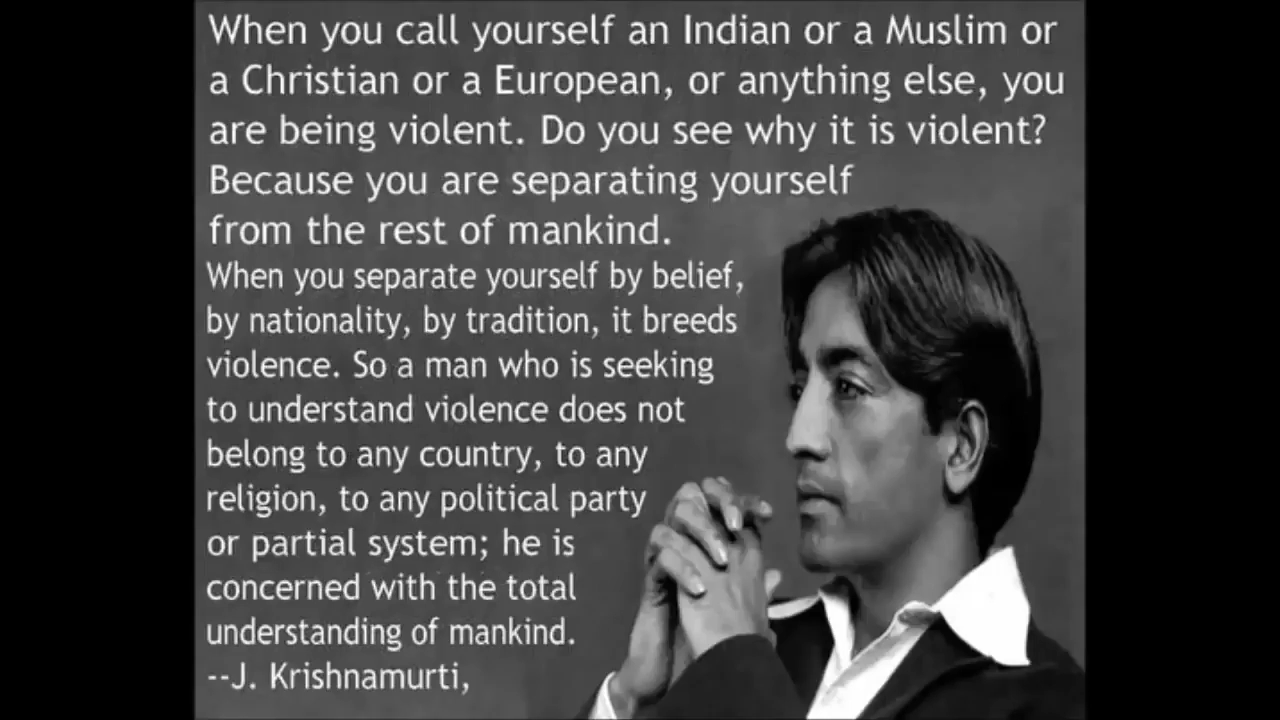 When you call yourself an Indian or a Muslim or
a Christian or a European, or anything else, you
are being violent. Do you see why it is violent?
Because you are separating yourself
from the rest of mankind.
When you separate yourself by belief,
by nationality, by tradition, it breeds
violence. So a man who is seeking
to understand violence does not
belong to any country, to any
religion, to any political party
or partial system; he is
concerned with the total
understanding of mankind.
--J. Krishnamurti,